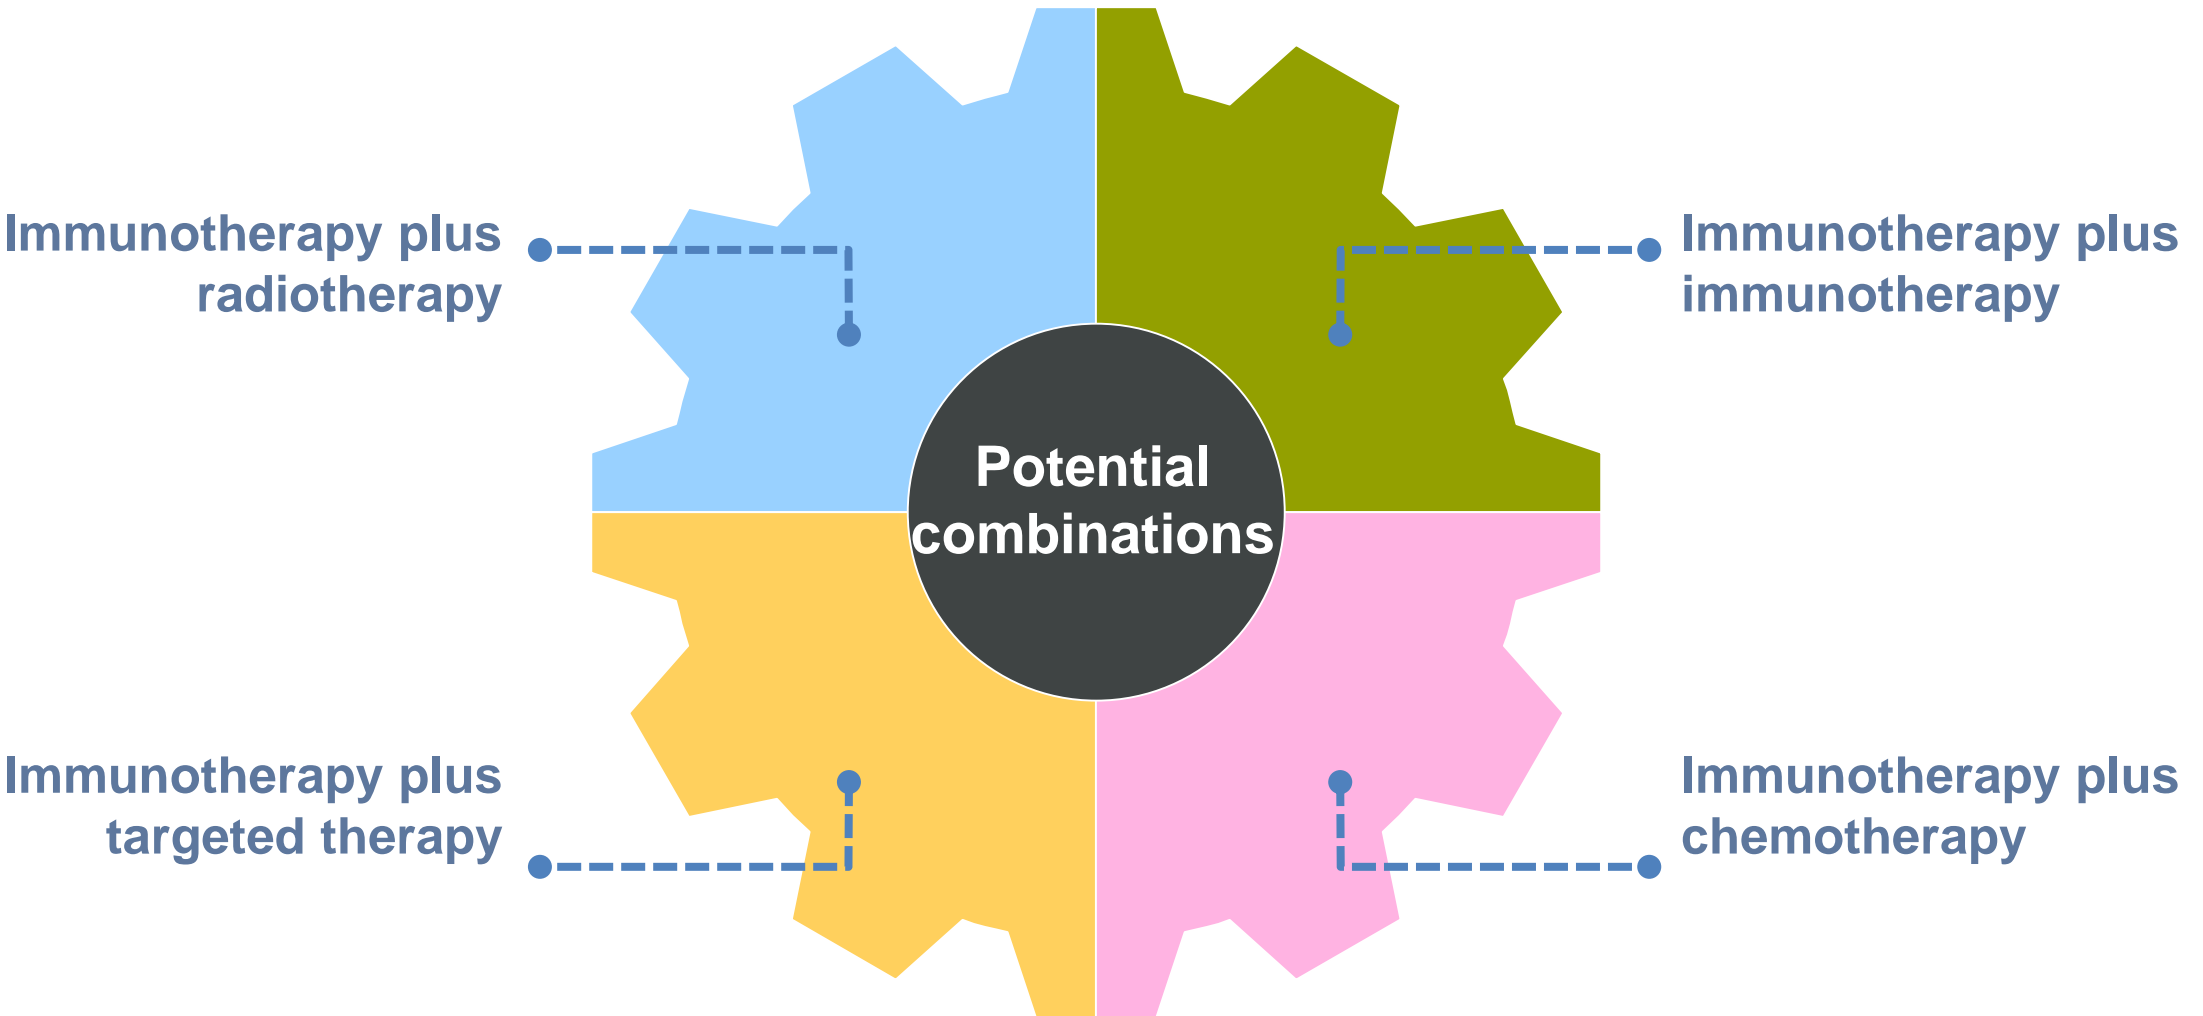 Immunotherapy plus
radiotherapy
Immunotherapy plus
immunotherapy
Potential
combinations
Immunotherapy plus
targeted therapy
Immunotherapy plus
chemotherapy